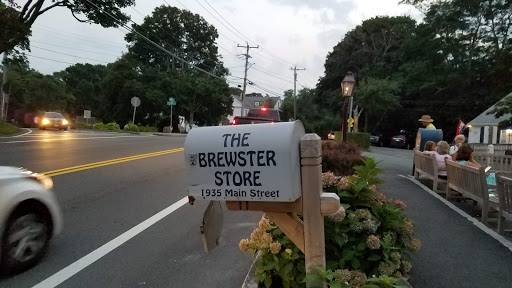 THE
BREWSTER
STORE
1935 Main Street